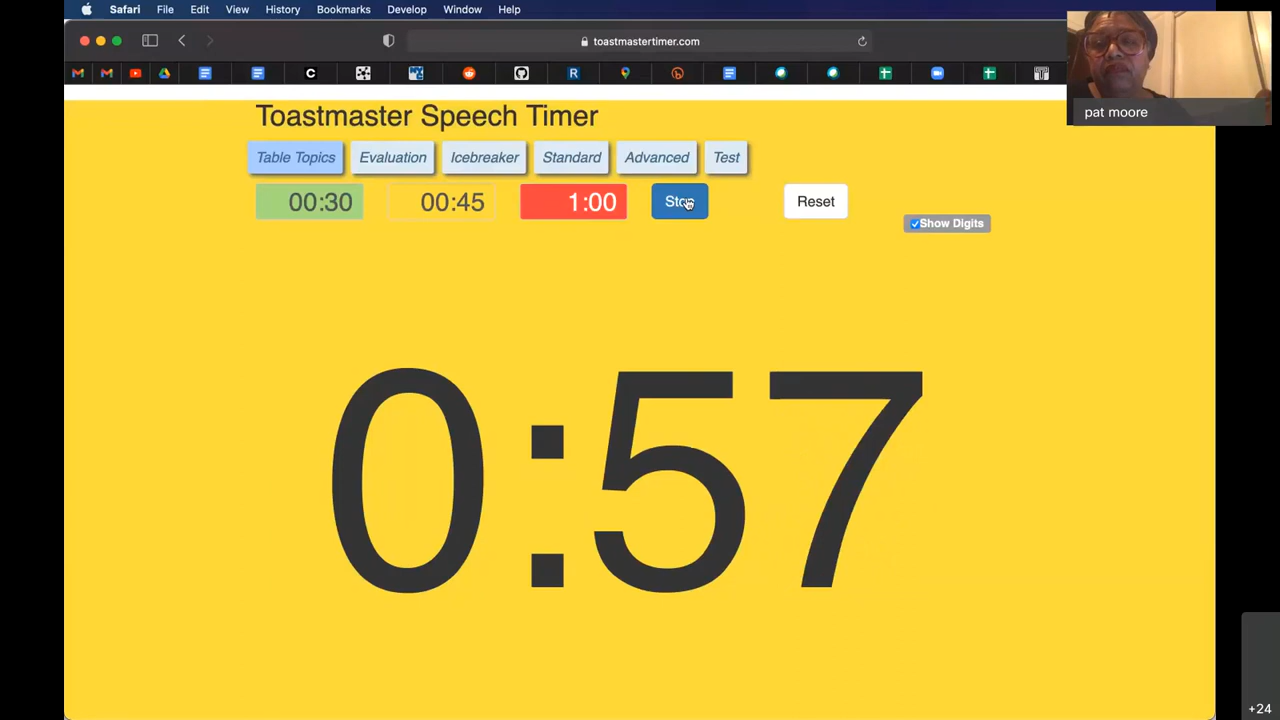 Safari File Edit View History Bookmarks Develop Window Help
toastmastertimer.com
pat moore
Toastmaster Speech Timer
Table Topics Evaluation Icebreaker Standard Advanced Test
00:30 00:45 1:00 Stop Reset
Show Digits
0:57
+24